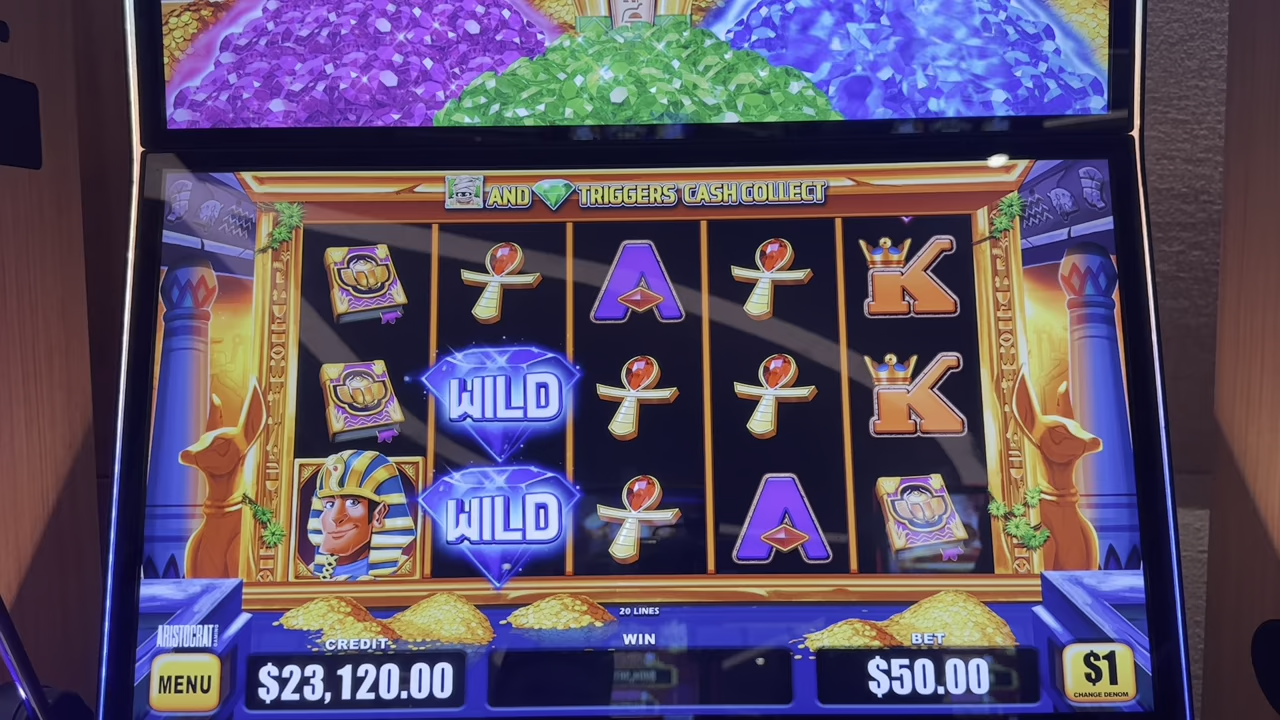 AND TRIGGERS CASH COLLECT
A
K
WILD
K
WILD
A
20 LINES
ARISTOCRAT GAMING
CREDIT
WIN
BET
MENU
$23,120.00
$50.00
$1
CHANGE DENOM